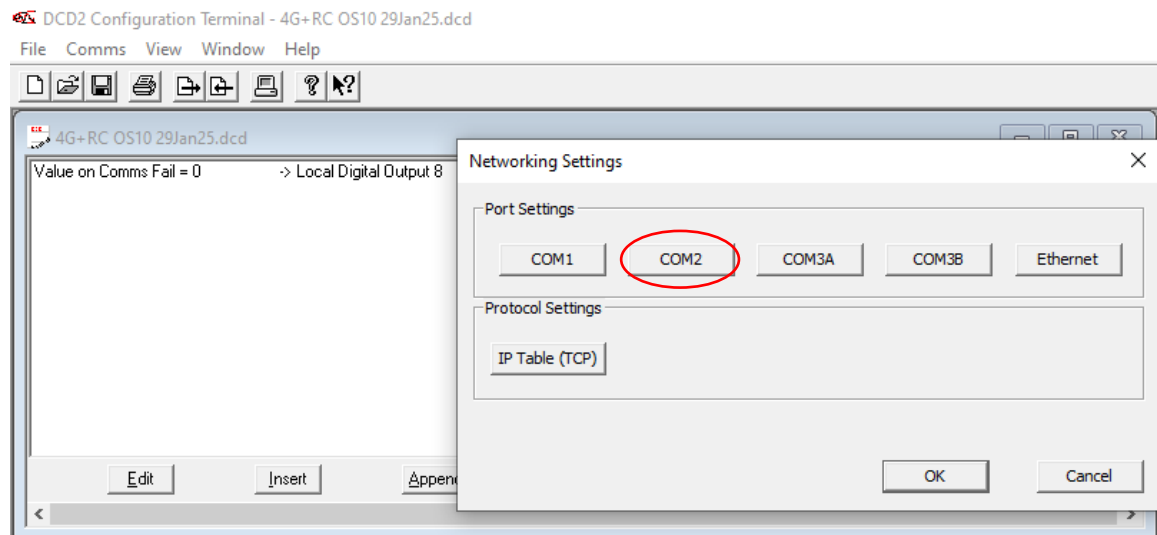 DCD2 Configuration Terminal - 4G+RC OS10 29Jan25.dcd
File Comms View Window Help
4G+RC OS10 29Jan25.dcd
Value on Comms Fail = 0 -> Local Digital Output 8
Edit Insert Appen
Networking Settings
Port Settings
COM1 COM2 COM3A COM3B Ethernet
Protocol Settings
IP Table (TCP)
OK Cancel